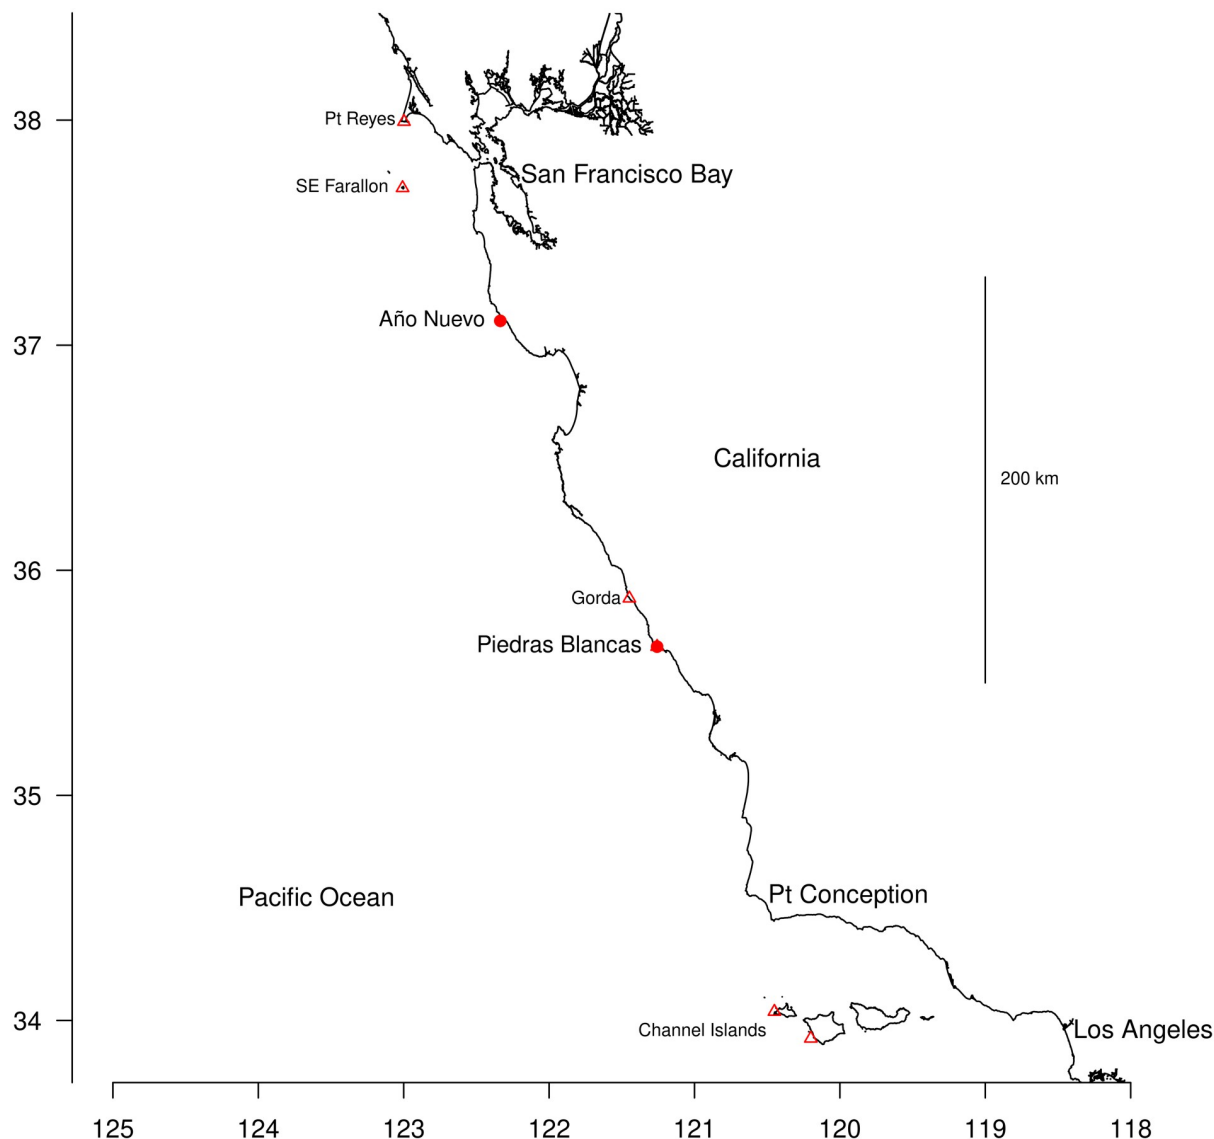 38
Pt Reyes
San Francisco Bay
SE Farallon
Año Nuevo
37
California
200 km
36
Gorda
Piedras Blancas
35
Pacific Ocean
Pt Conception
34
Channel Islands
Los Angeles
125 124 123 122 121 120 119 118